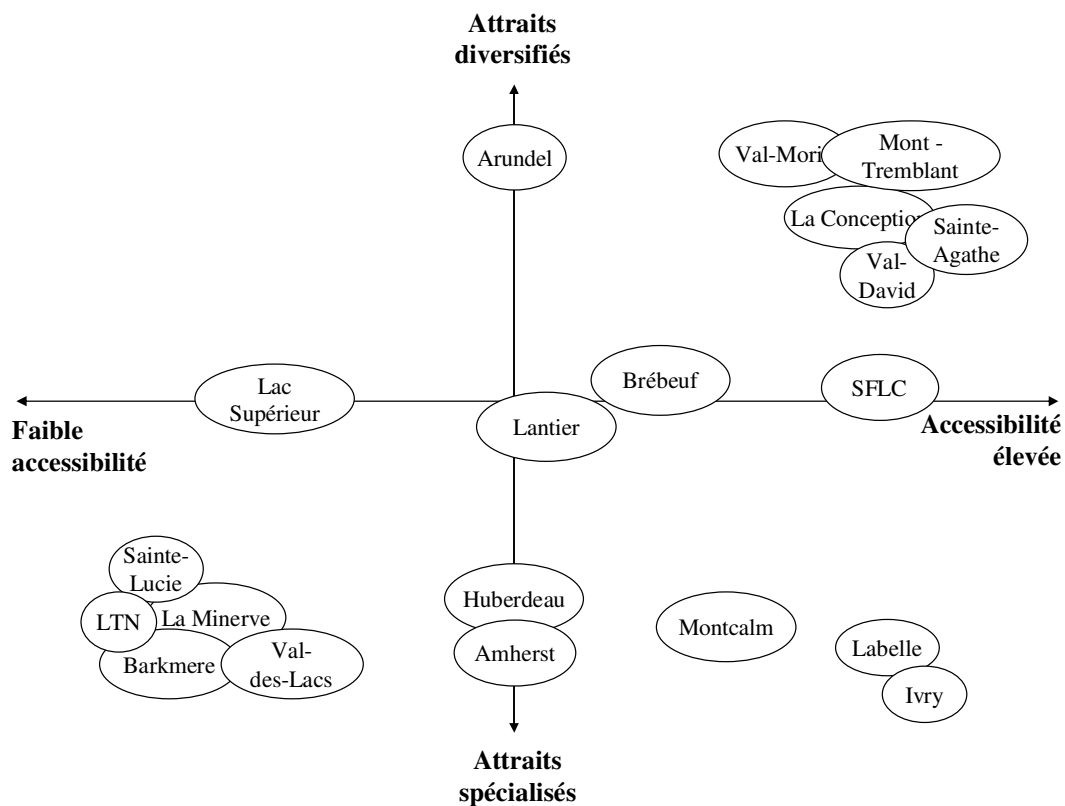 Attraits
diversifiés
Arundel
Val-Mori
Mont -
Tremblant
La Conception
Sainte-
Agathe
Val-
David
Brébeuf
SFLC
Lac
Supérieur
Lantier
Faible
accessibilité
Accessibilité
élevée
Sainte-
Lucie
LTN
La Minerve
Barkmere
Val-
des-Lacs
Huberdeau
Amherst
Montcalm
Labelle
Ivry
Attraits
spécialisés